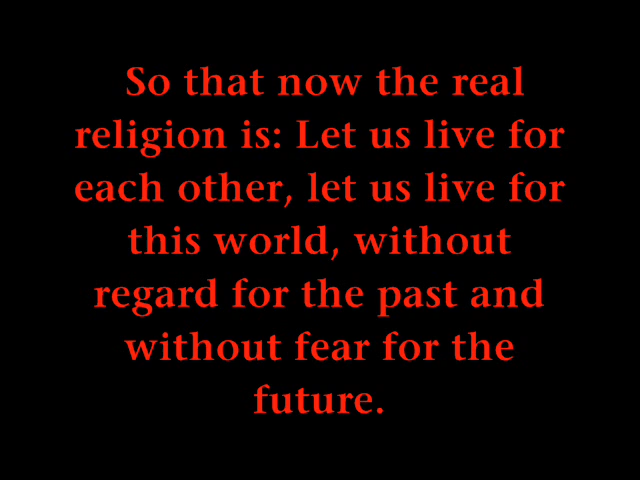 So that now the real
religion is: Let us live for
each other, let us live for
this world, without
regard for the past and
without fear for the
future.